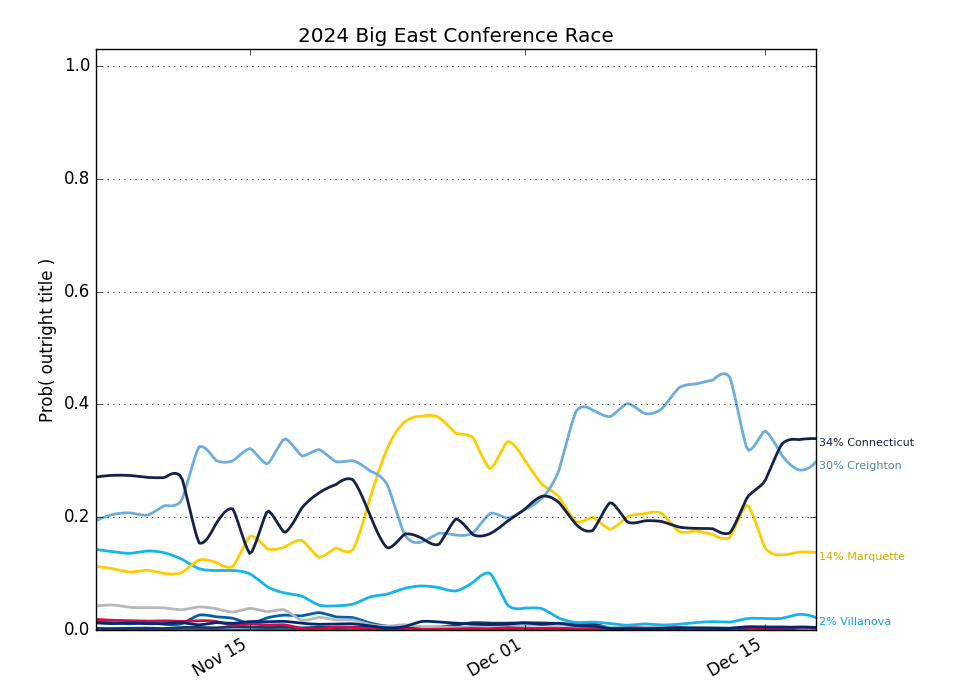 2024 Big East Conference Race
1.0
0.8
0.6
0.4
0.2
0.0
Prob( outright title )
34% Connecticut
30% Creighton
14% Marquette
2% Villanova
Nov 15
Dec 01
Dec 15